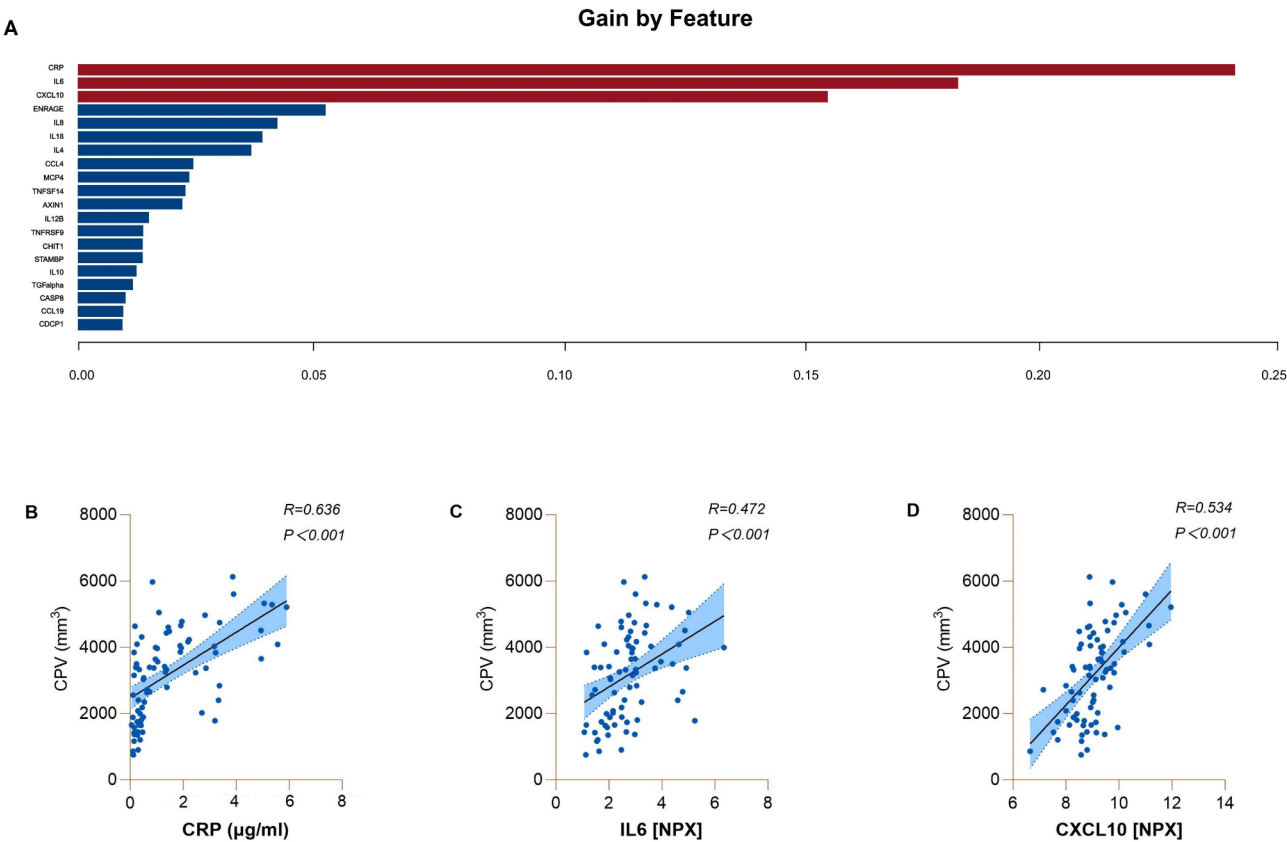 Gain by Feature
A
CRP
IL6
CXCL10
ENRAGE
IL8
IL18
IL4
CCL4
MCP4
TNFSF14
AXIN1
IL12B
TNFRSF9
CHIT1
STAMBP
IL10
TGFalpha
CASP8
CCL19
CDCP1
0.00 0.05 0.10 0.15 0.20 0.25
B
R=0.636
P<0.001
8000
6000
4000
2000
0
CPV (mm³)
0 2 4 6 8
CRP (µg/ml)
C
R=0.472
P<0.001
8000
6000
4000
2000
0
CPV (mm³)
0 2 4 6 8
IL6 [NPX]
D
R=0.534
P<0.001
8000
6000
4000
2000
0
CPV (mm³)
6 8 10 12 14
CXCL10 [NPX]